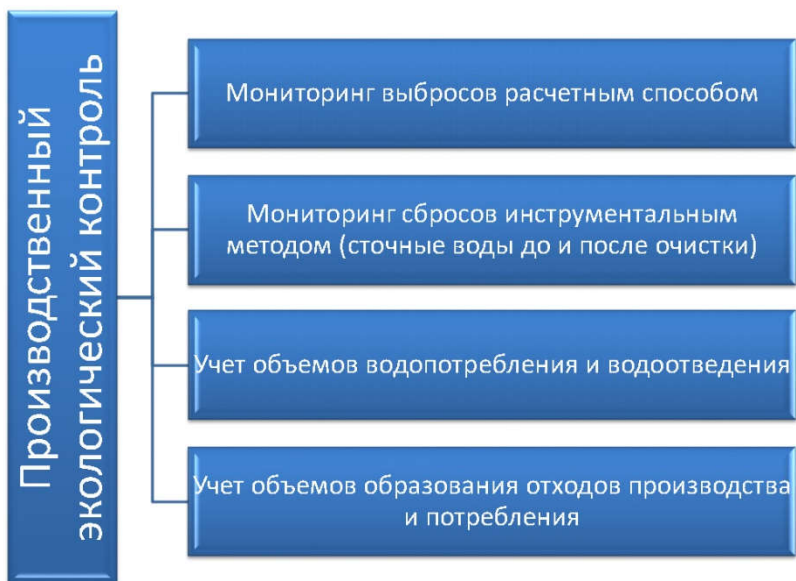 Производственный
экологический контроль
Мониторинг выбросов расчетным способом
Мониторинг сбросов инструментальным
методом (сточные воды до и после очистки)
Учет объемов водопотребления и водоотведения
Учет объемов образования отходов производства
и потребления